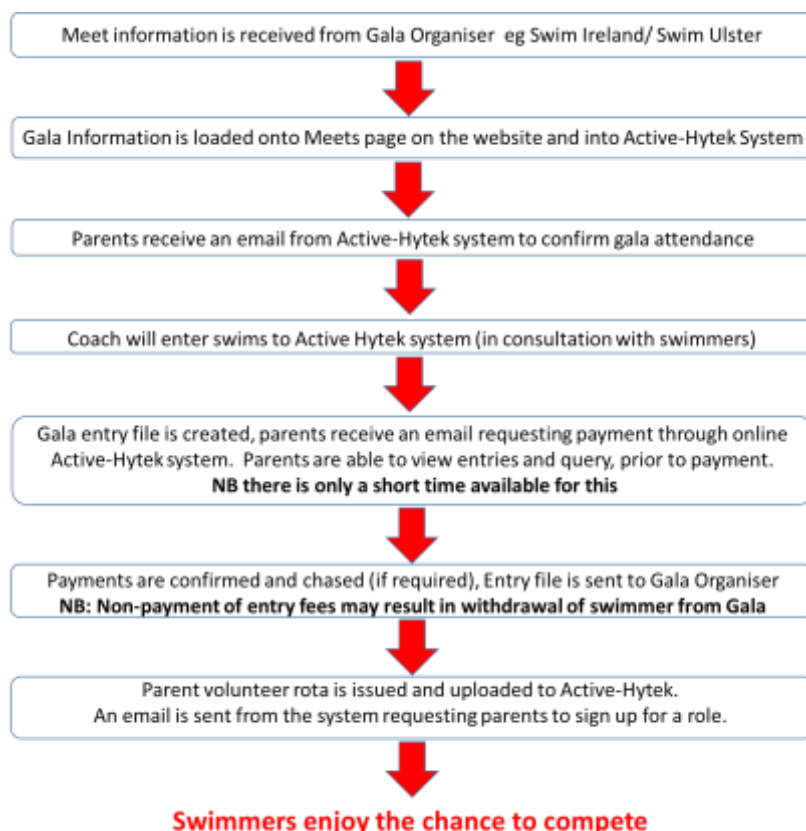 Meet information is received from Gala Organiser eg Swim Ireland/ Swim Ulster
Gala Information is loaded onto Meets page on the website and into Active-Hytek System
Parents receive an email from Active-Hytek system to confirm gala attendance
Coach will enter swims to Active Hytek system (in consultation with swimmers)
Gala entry file is created, parents receive an email requesting payment through online
Active-Hytek system. Parents are able to view entries and query, prior to payment.
NB there is only a short time available for this
Payments are confirmed and chased (if required), Entry file is sent to Gala Organiser
NB: Non-payment of entry fees may result in withdrawal of swimmer from Gala
Parent volunteer rota is issued and uploaded to Active-Hytek.
An email is sent from the system requesting parents to sign up for a role.
Swimmers enjoy the chance to compete